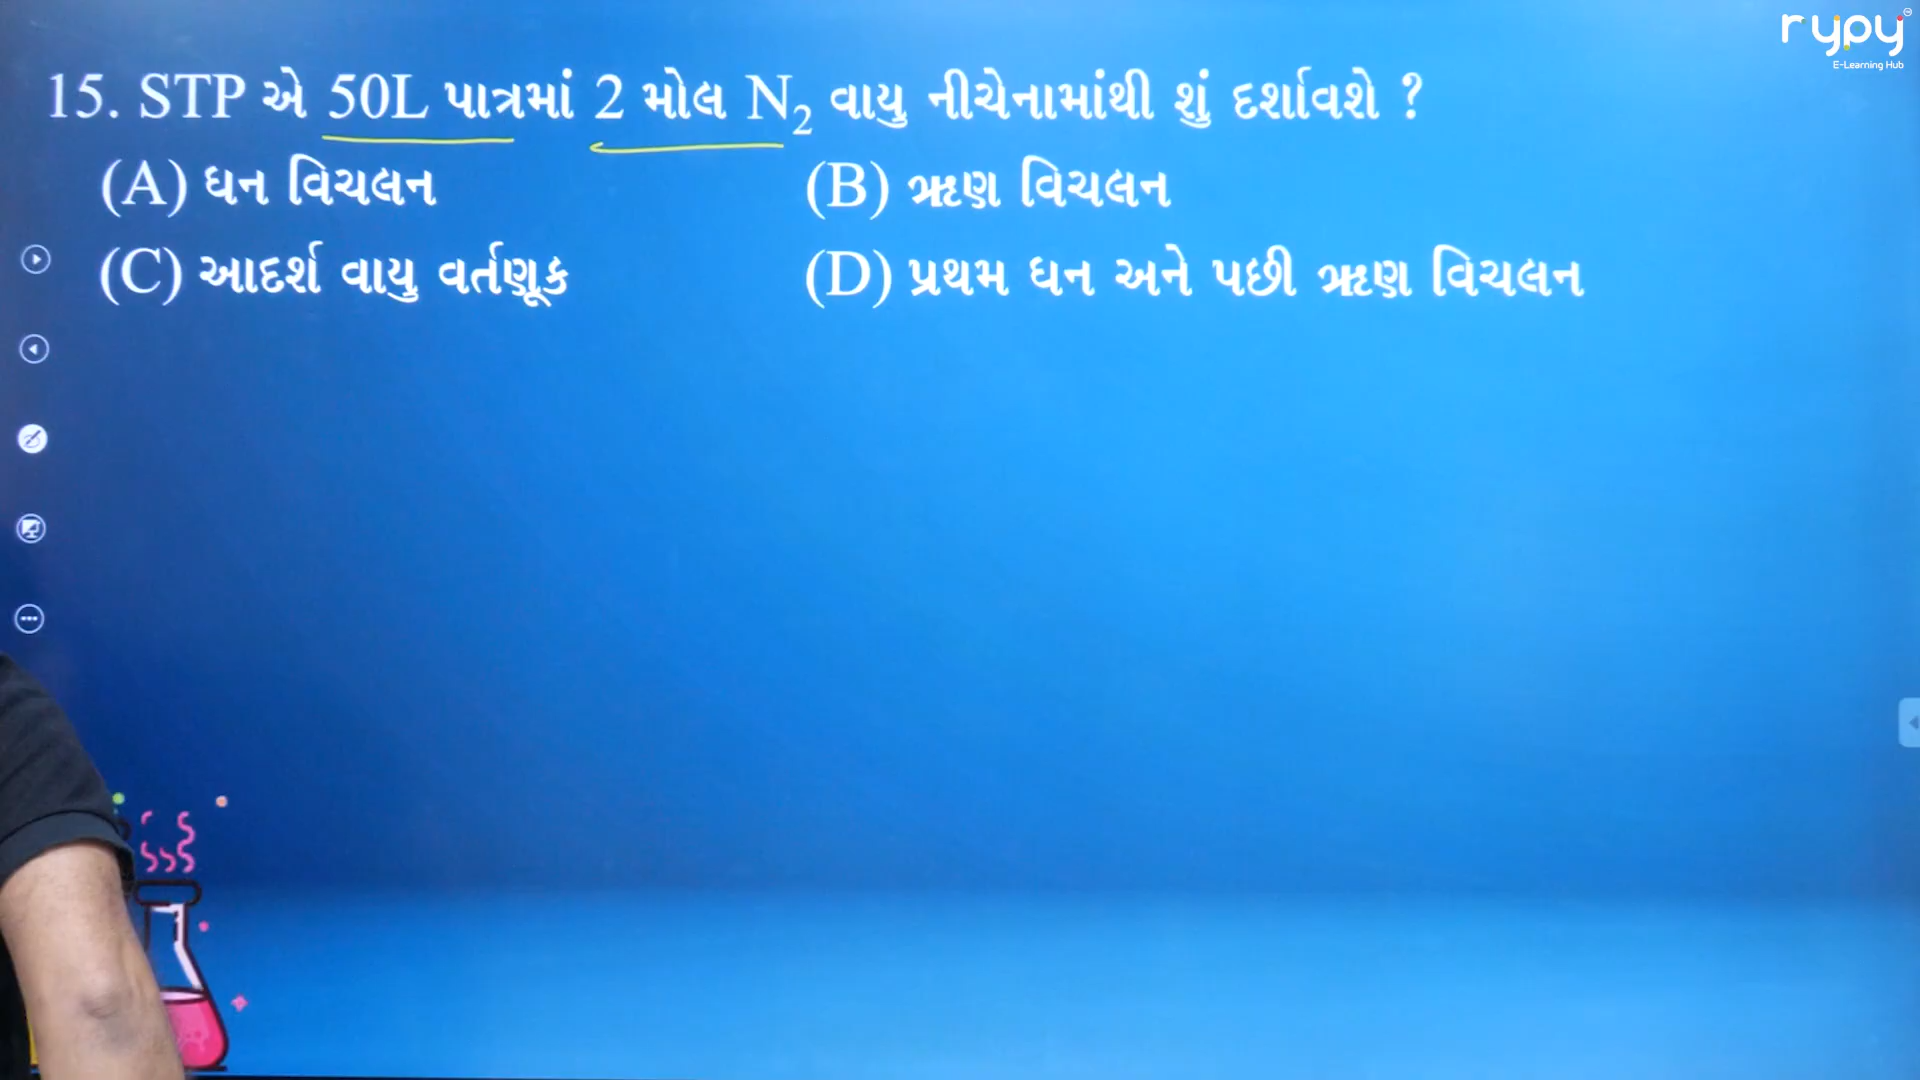 rypy
E-Learning Hub
15. STP એ 50L પાત્રમાં 2 મોલ N₂ વાયુ નીચેનામાંથી શું દર્શાવશે ?
(A) ધન વિચલન (B) ઋણ વિચલન
(C) આદર્શ વાયુ વર્તણૂક (D) પ્રથમ ધન અને પછી ઋણ વિચલન